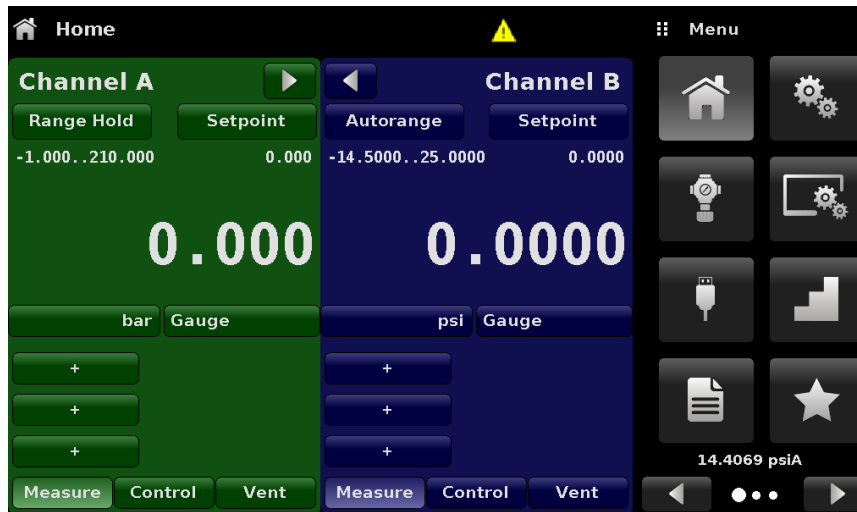 Home
Menu
Channel A
Channel B
Range Hold Setpoint
Autorange Setpoint
-1.000..210.000 0.000
-14.5000..25.0000 0.0000
0.000
0.0000
bar Gauge
psi Gauge
+
+
+
+
+
+
14.4069 psiA
Measure Control Vent
Measure Control Vent